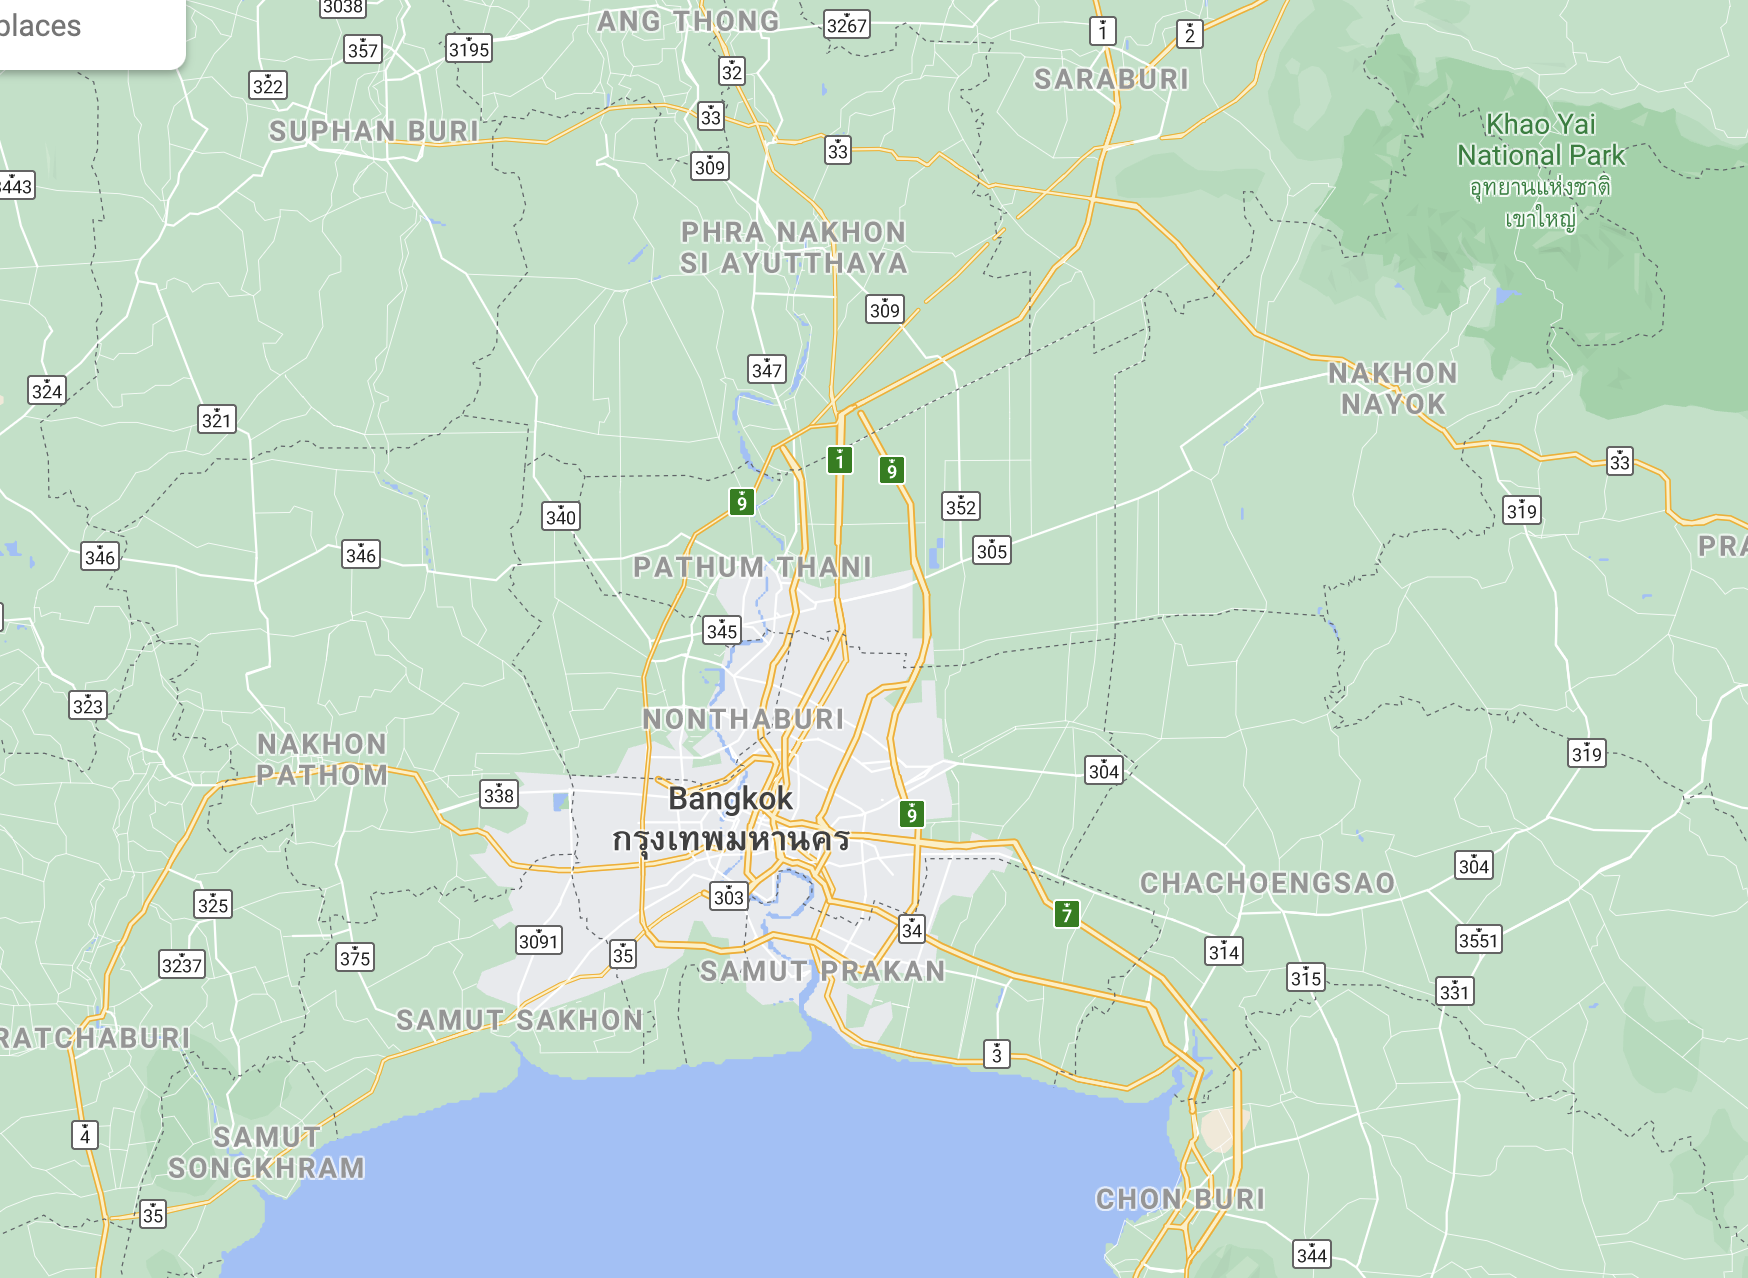 places
3038
357
3195
322
ANG THONG
3267
1
2
32
SARABURI
33
SUPHAN BURI
33
309
Khao Yai
National Park
อุทยานแห่งชาติ
เขาใหญ่
3443
PHRA NAKHON
SI AYUTTHAYA
309
347
324
321
NAKHON
NAYOK
1
9
9
33
340
352
319
346
346
305
PATHUM THANI
345
323
NONTHABURI
NAKHON
PATHOM
338
304
319
Bangkok
กรุงเทพมหานคร
9
304
CHACHOENGSAO
325
303
7
34
3091
35
3551
314
3237
375
SAMUT PRAKAN
315
331
RATCHABURI
SAMUT SAKHON
3
4
SAMUT
SONGKHRAM
35
CHON BURI
344